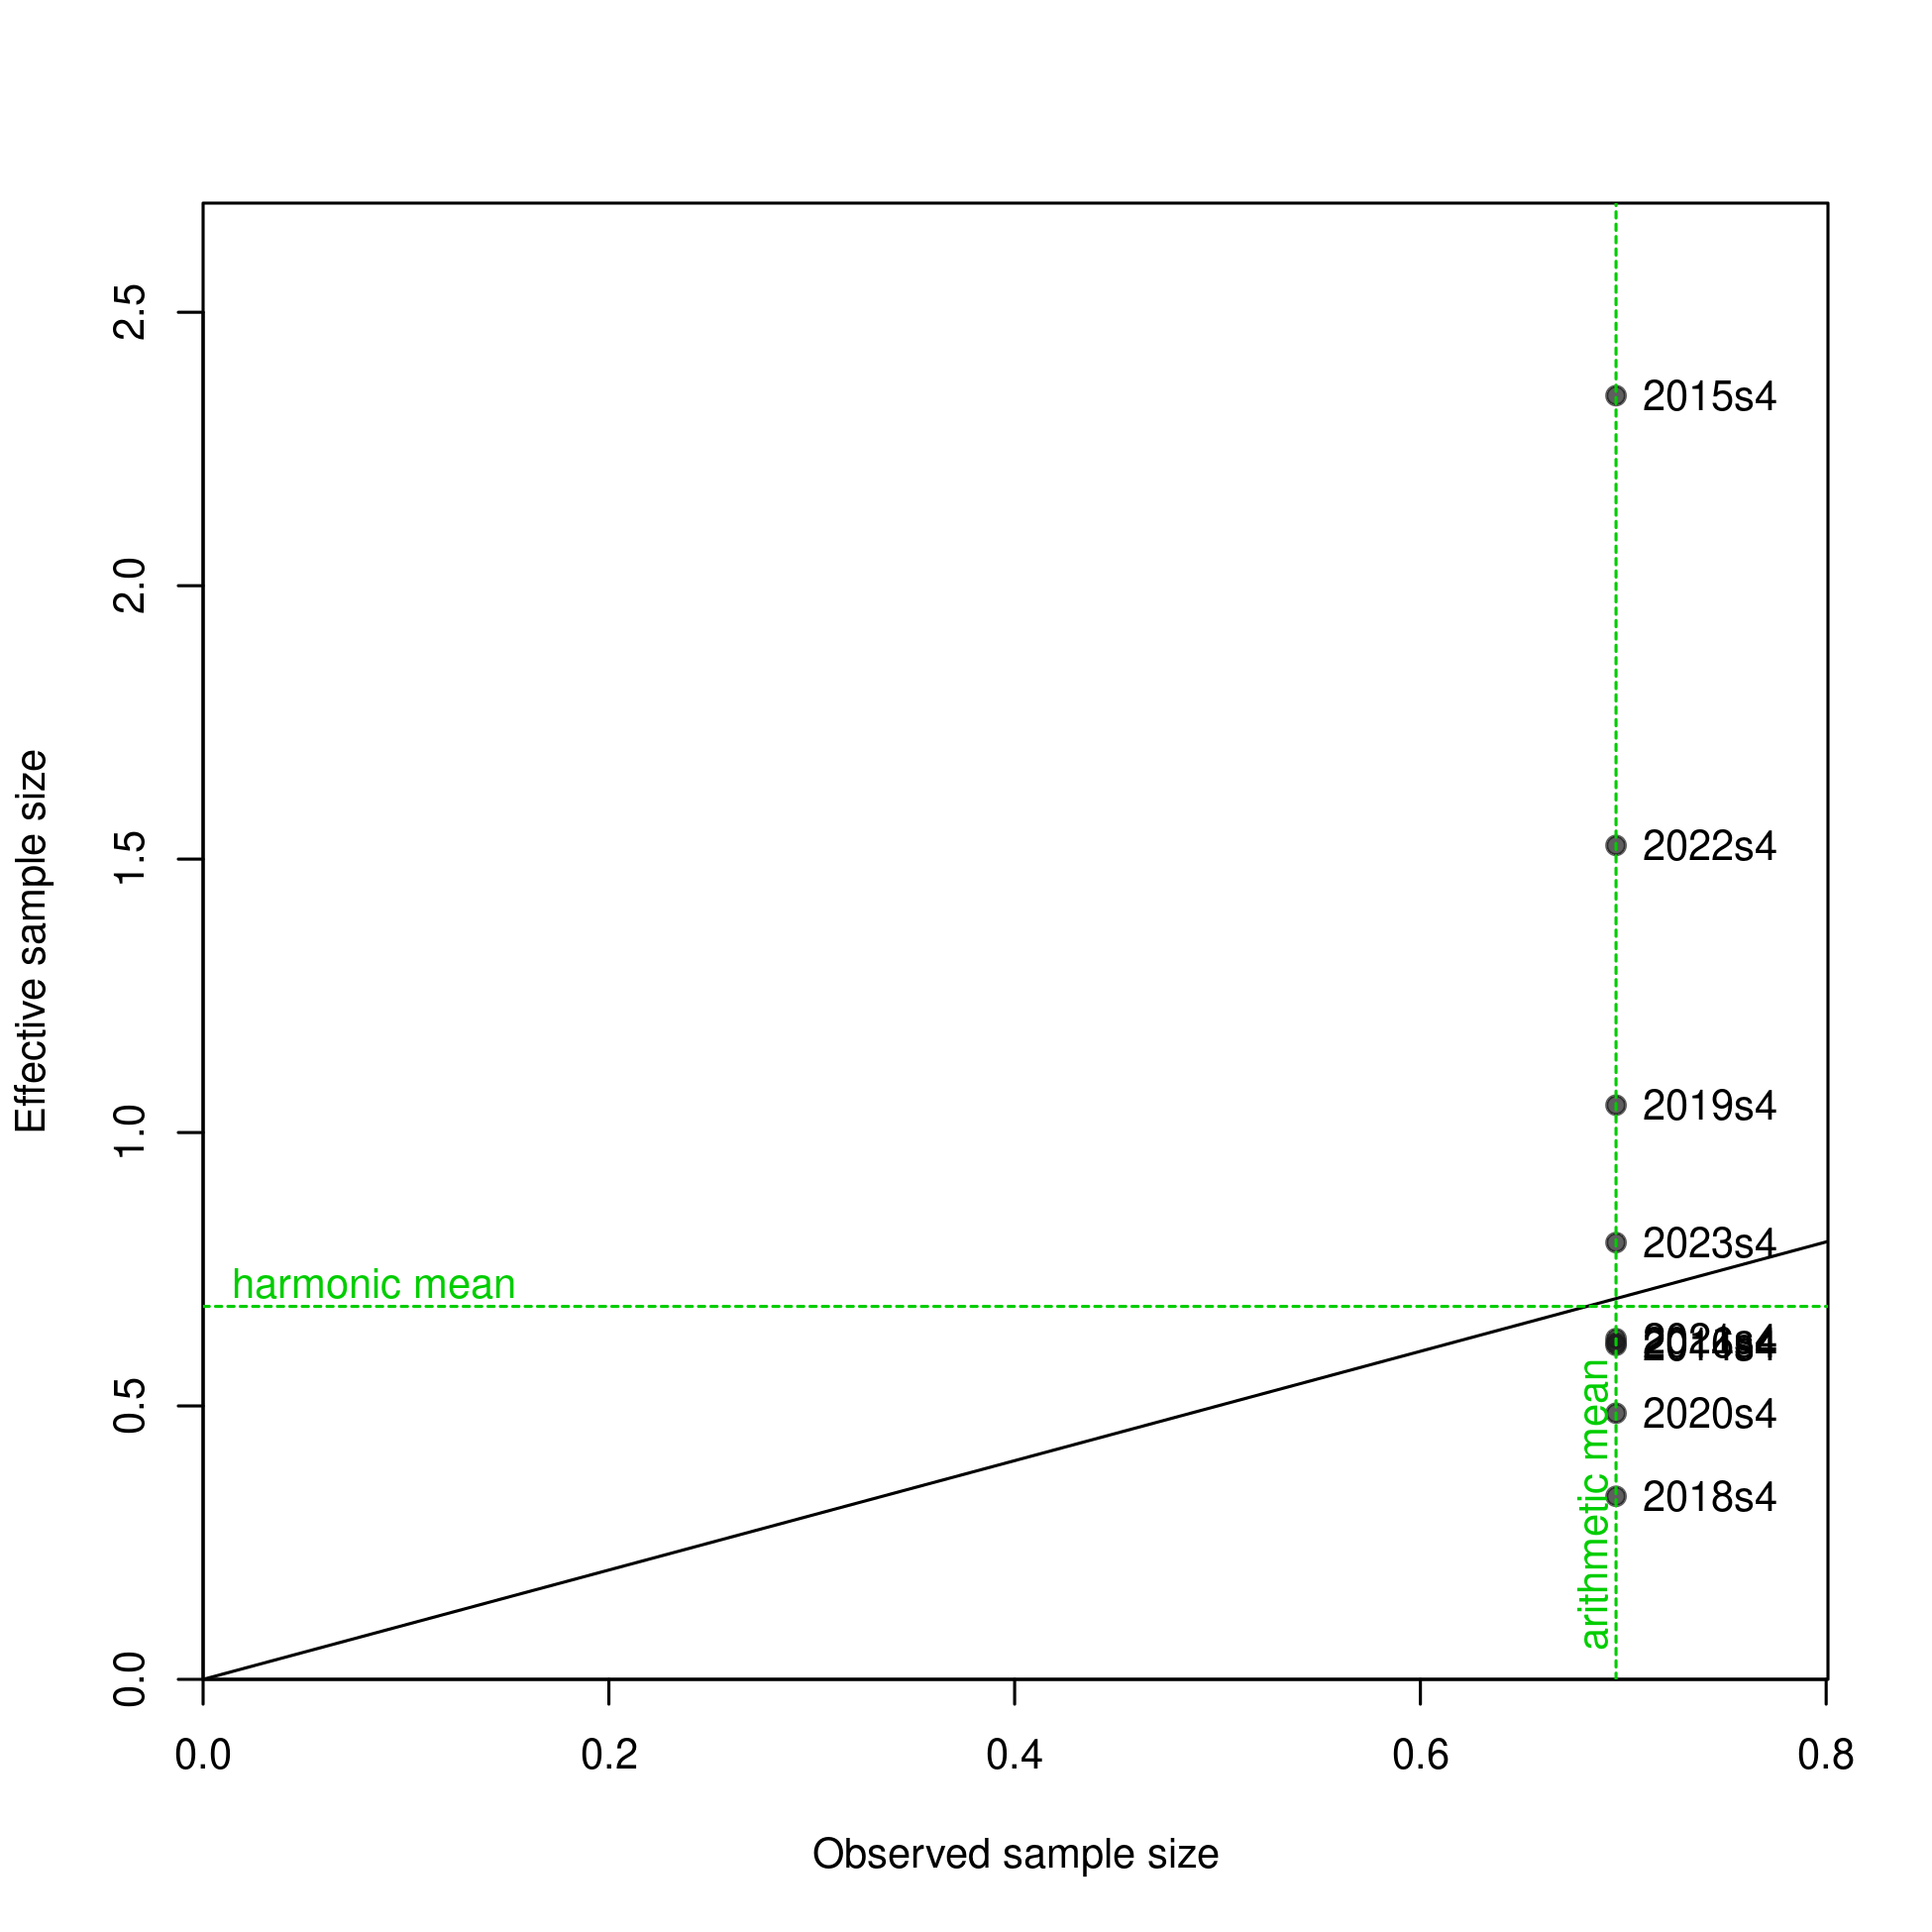 2.5
2015s4
2.0
2022s4
1.5
2019s4
1.0
2023s4
harmonic mean
0.5
2020s4
2018s4
arithmetic mean
0.0
0.0 0.2 0.4 0.6 0.8
Effective sample size
Observed sample size